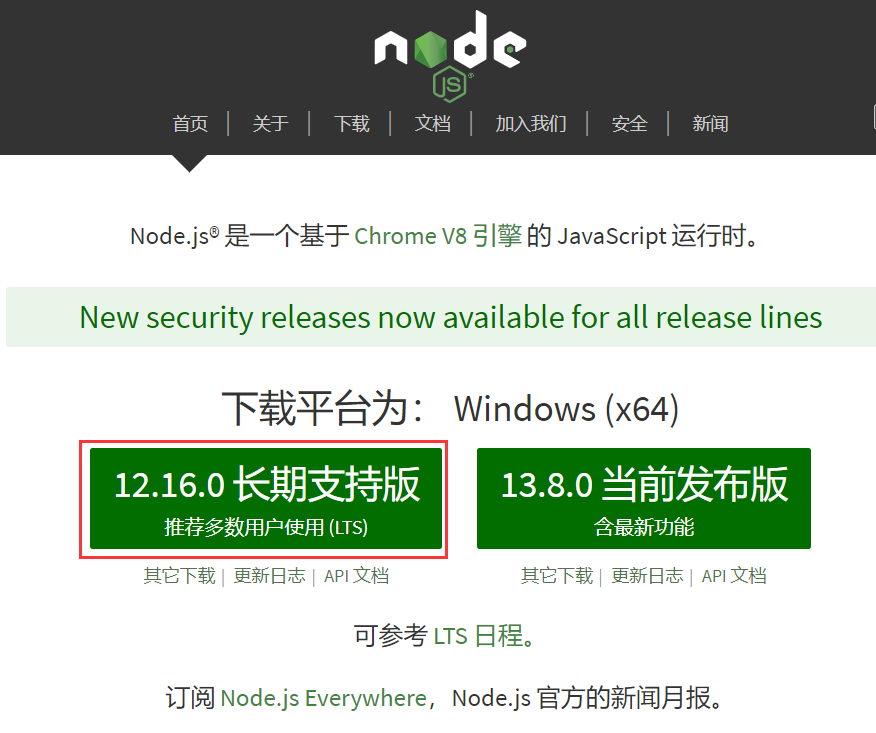 node
JS
首页 | 关于 | 下载 | 文档 | 加入我们 | 安全 | 新闻
Node.js® 是一个基于 Chrome V8 引擎 的 JavaScript 运行时。
New security releases now available for all release lines
下载平台为： Windows (x64)
12.16.0 长期支持版
推荐多数用户使用 (LTS)
其它下载 | 更新日志 | API 文档
13.8.0 当前发布版
含最新功能
其它下载 | 更新日志 | API 文档
可参考 LTS 日程。
订阅 Node.js Everywhere，Node.js 官方的新闻月报。